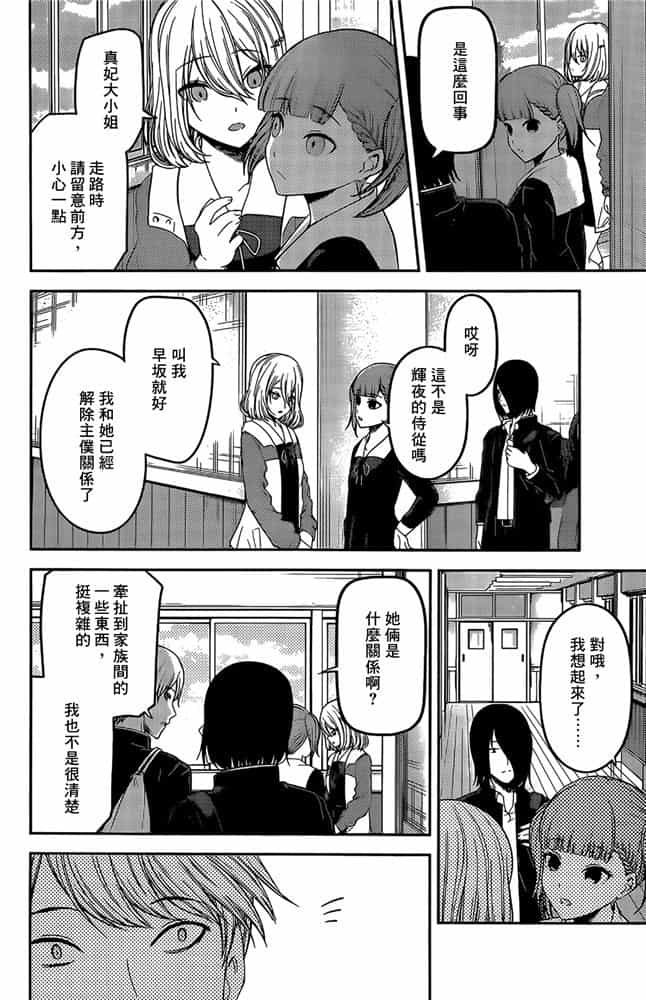 是這麼回事
真妃大小姐
走路時
請留意前方，
小心一點
哎呀
這不是
輝夜的侍從嗎
叫我
早坂就好
我和她已經
解除主僕關係了
對哦，
我想起來了……
她倆是
什麼關係啊？
牽扯到家族間的
一些東西，
挺複雜的
我也不是很清楚